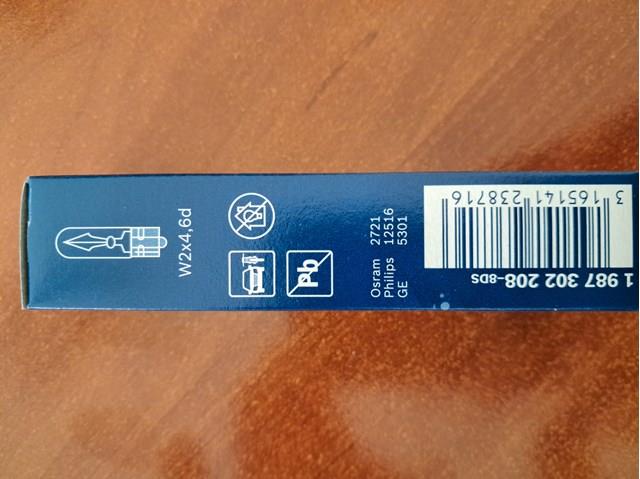 W2x4,6d
Pb
Osram 2721
Philips 12516
GE 5301
3 165141 238716
1 987 302 208-8DS